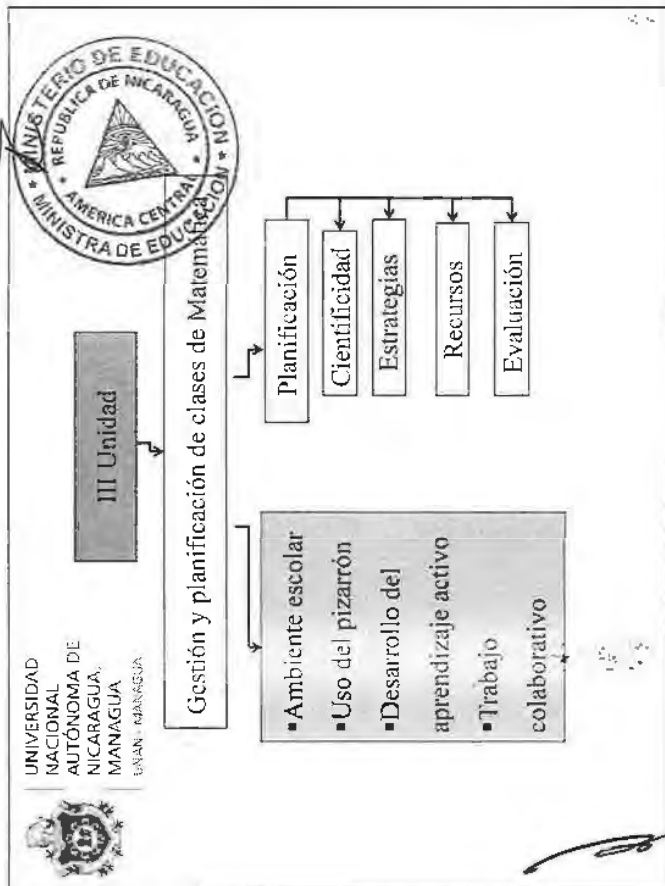 UNIVERSIDAD
NACIONAL
AUTÓNOMA DE
NICARAGUA,
MANAGUA
UNAN - MANAGUA
MINISTERIO DE EDUCACION
REPUBLICA DE NICARAGUA
AMERICA CENTRAL
MINISTRA DE EDUCACION
III Unidad
Gestión y planificación de clases de Matemática
▪Ambiente escolar
▪Uso del pizarrón
▪Desarrollo del
aprendizaje activo
▪Trabajo
colaborativo
Planificación
Cientificidad
Estrategias
Recursos
Evaluación